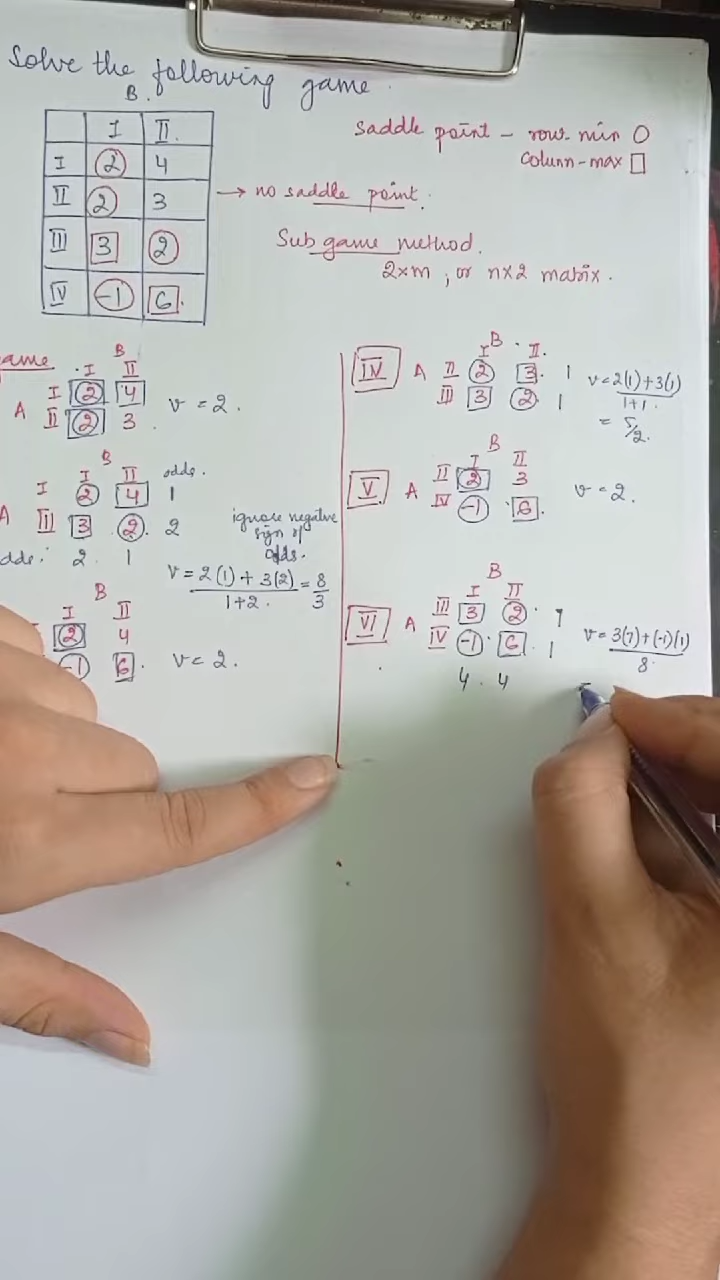 Solve the following game.
B.
I II.
I 2 4
II 2 3
III 3 2
IV -1 6.
saddle point - row-min ○
column-max □
→ no saddle point.
Sub game method.
2×m, or n×2 matrix.
game
B
I II
I 2 4
A II 2 3
v = 2.
B
I II odds.
I 2 4 1
A III 3 2 2
odds: 2 1
ignore negative
sign of
odds.
V = 2(1) + 3(2) = 8
1+2. 3
B
I II
2 4
-1 6.
v = 2.
IV
B
I II.
A II 2 3. 1
III 3 2 1
v = 2(1)+3(1)
1+1.
= 5/2.
V
B
I II
A II 2 3
IV -1 6.
v = 2.
VI
B
I II
A III 3 2 7
IV -1 6 1
4 4
v = 3(7)+(-1)(1)
8